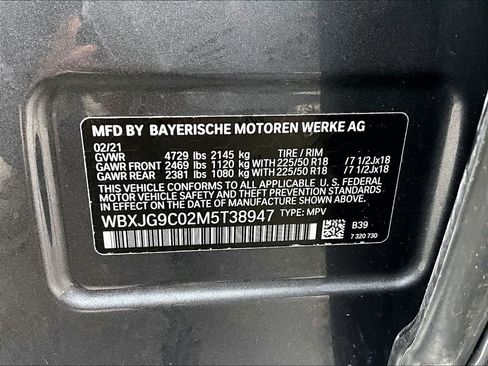 MFD BY BAYERISCHE MOTOREN WERKE AG
02/21
GVWR 4729 lbs 2145 kg TIRE / RIM
GAWR FRONT 2469 lbs 1120 kg WITH 225/50 R18 /7 1/2Jx18
GAWR REAR 2381 lbs 1080 kg WITH 225/50 R18 /7 1/2Jx18
THIS VEHICLE CONFORMS TO ALL APPLICABLE U.S. FEDERAL
MOTOR VEHICLE SAFETY AND THEFT PREVENTION STANDARDS
IN EFFECT ON THE DATE OF MANUFACTURE SHOWN ABOVE.
WBXJG9C02M5T38947 TYPE: MPV
B39
7 320 730